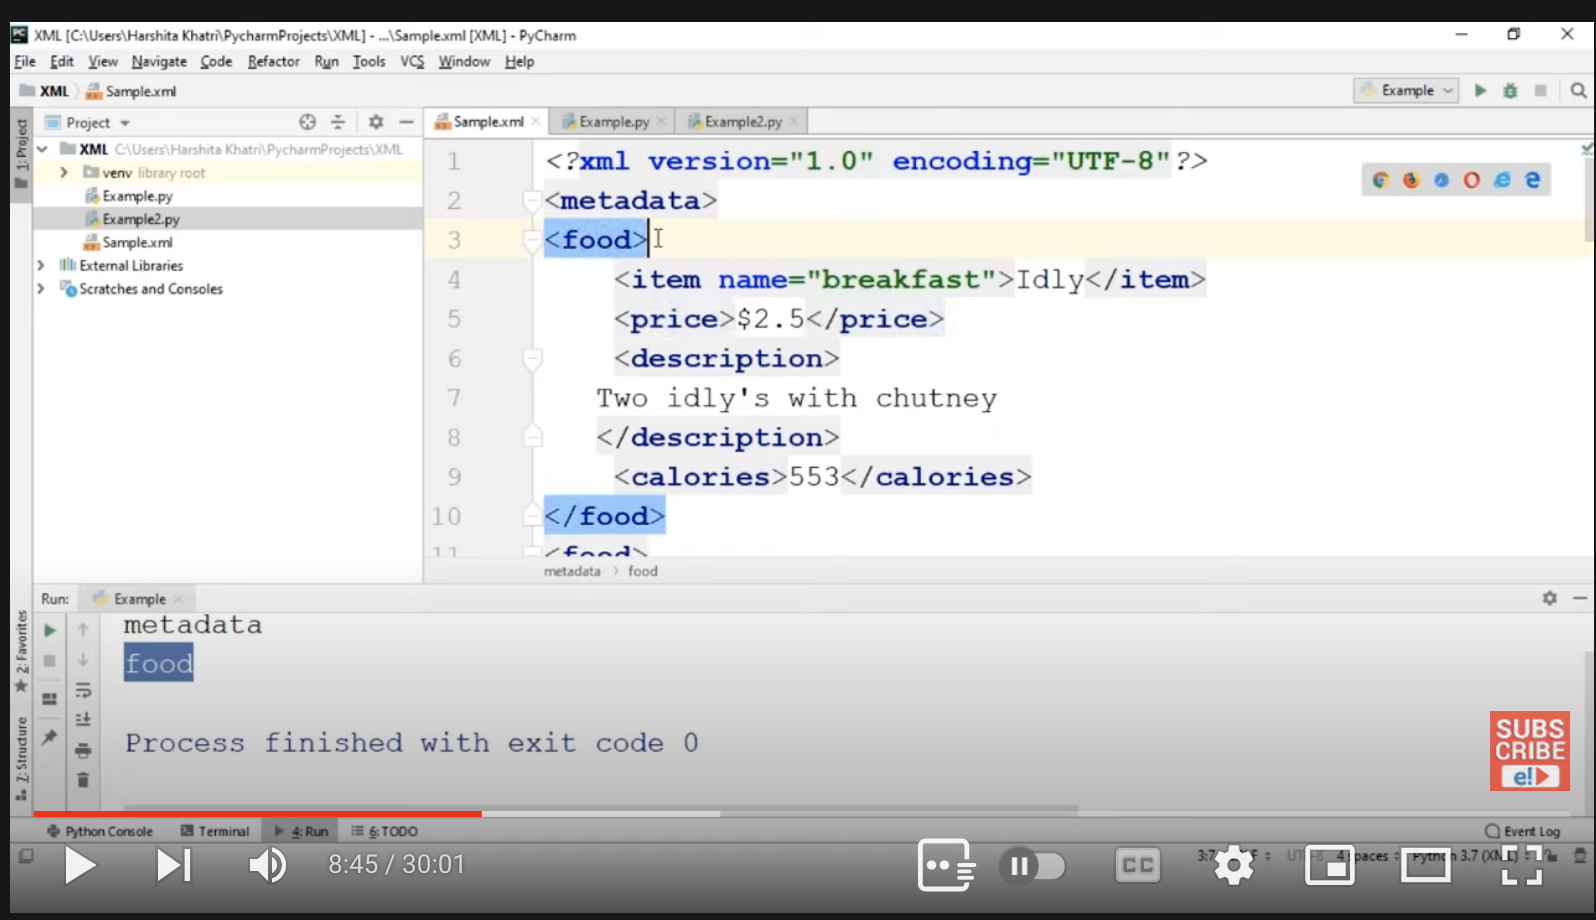 XML [C:\Users\Harshita Khatri\PycharmProjects\XML] - ...\Sample.xml [XML] - PyCharm
File Edit View Navigate Code Refactor Run Tools VCS Window Help
XML Sample.xml
Example
1: Project
Project
XML C:\Users\Harshita Khatri\PycharmProjects\XML
venv library root
Example.py
Example2.py
Sample.xml
External Libraries
Scratches and Consoles
Sample.xml Example.py Example2.py
1 <?xml version="1.0" encoding="UTF-8"?>
2 <metadata>
3 <food>
4 <item name="breakfast">Idly</item>
5 <price>$2.5</price>
6 <description>
7 Two idly's with chutney
8 </description>
9 <calories>553</calories>
10 </food>
11 <food>
metadata › food
2: Favorites
7: Structure
Run: Example
metadata
food
Process finished with exit code 0
SUBS
CRIBE
e!
Python Console Terminal 4: Run 6: TODO Event Log
8:45 / 30:01
CC
4 spaces Python 3.7 (XML)